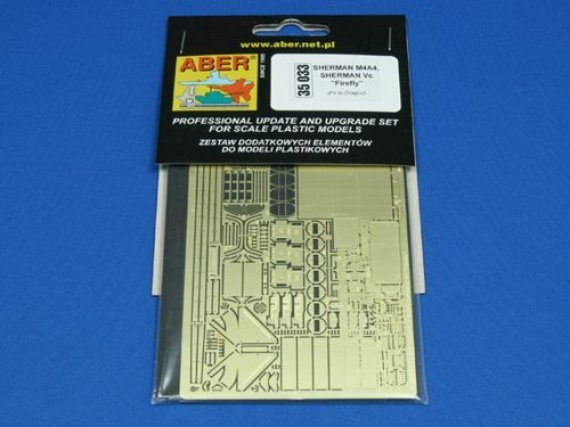 www.aber.net.pl
ABER
SINCE 1995
35 033
SHERMAN M4A4,
SHERMAN Vc
"Firefly"
(Fit to Dragon)
PROFESSIONAL UPDATE AND UPGRADE SET
FOR SCALE PLASTIC MODELS
ZESTAW DODATKOWYCH ELEMENTÓW
DO MODELI PLASTIKOWYCH